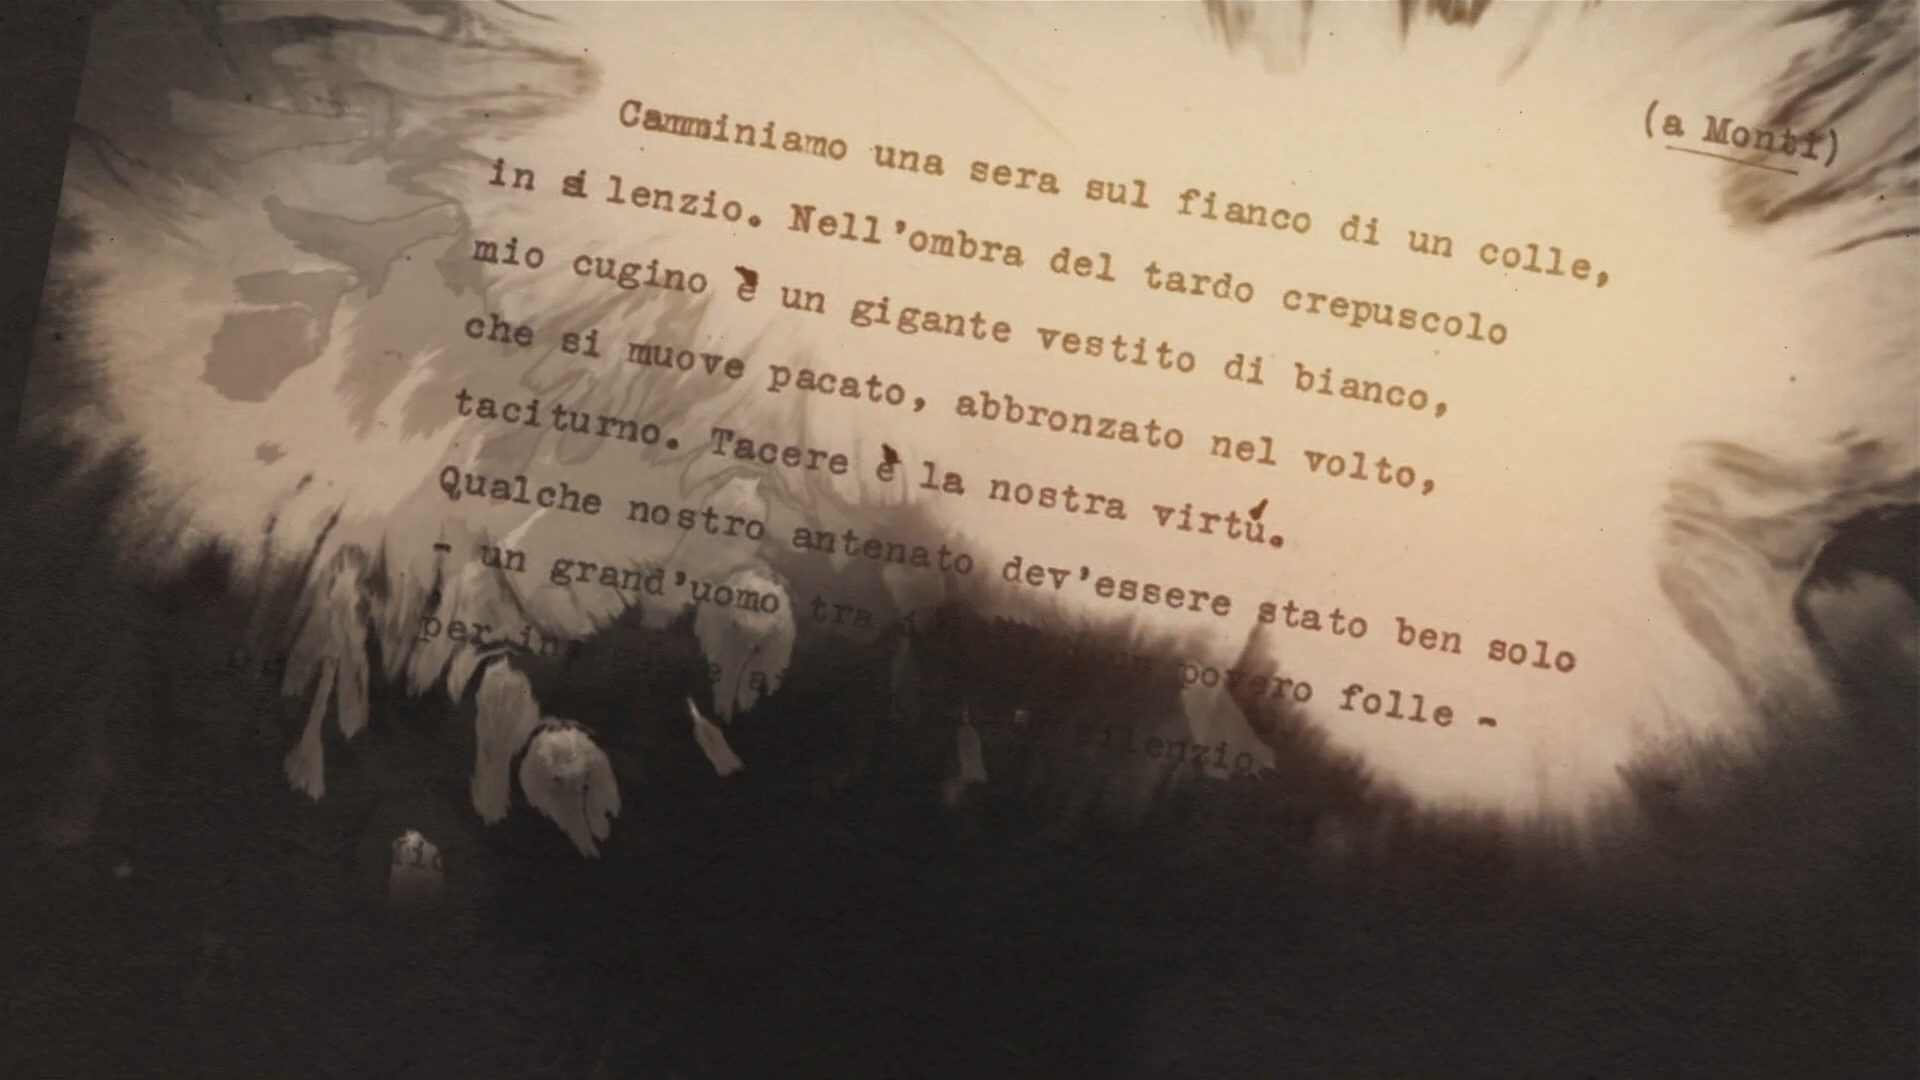 (a Monti)
Camminiamo una sera sul fianco di un colle,
in silenzio. Nell'ombra del tardo crepuscolo
mio cugino è un gigante vestito di bianco,
che si muove pacato, abbronzato nel volto,
taciturno. Tacere è la nostra virtù.
Qualche nostro antenato dev'essere stato ben solo
- un grand'uomo tra povero folle -
per silenzio